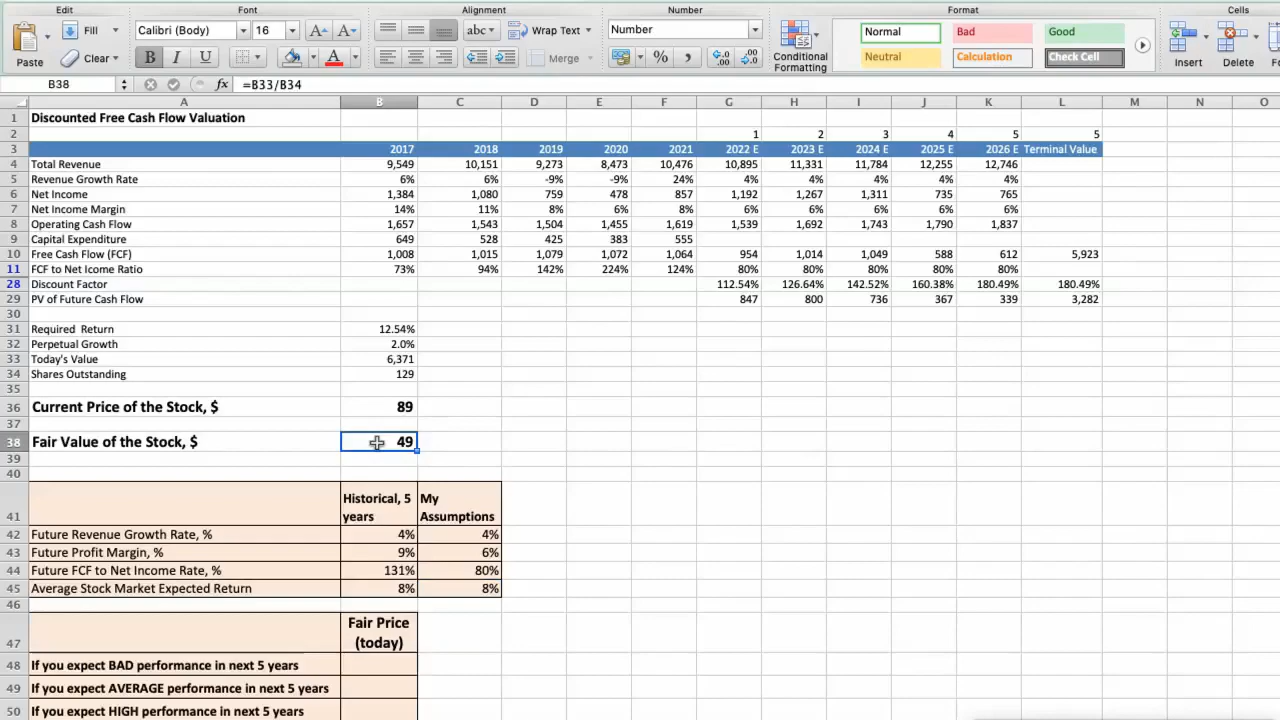 Edit Font Alignment Number Format Cells
Fill Calibri (Body) 16 A A abc Wrap Text Number Normal Bad Good
Paste Clear B I U A Merge % , .0 .00 .00 .0 Conditional Formatting Neutral Calculation Check Cell Insert Delete
B38 fx =B33/B34
A B C D E F G H I J K L M N O
1 Discounted Free Cash Flow Valuation
2 1 2 3 4 5 5
3 2017 2018 2019 2020 2021 2022 E 2023 E 2024 E 2025 E 2026 E Terminal Value
4 Total Revenue 9,549 10,151 9,273 8,473 10,476 10,895 11,331 11,784 12,255 12,746
5 Revenue Growth Rate 6% 6% -9% -9% 24% 4% 4% 4% 4% 4%
6 Net Income 1,384 1,080 759 478 857 1,192 1,267 1,311 735 765
7 Net Income Margin 14% 11% 8% 6% 8% 6% 6% 6% 6% 6%
8 Operating Cash Flow 1,657 1,543 1,504 1,455 1,619 1,539 1,692 1,743 1,790 1,837
9 Capital Expenditure 649 528 425 383 555
10 Free Cash Flow (FCF) 1,008 1,015 1,079 1,072 1,064 954 1,014 1,049 588 612 5,923
11 FCF to Net Icome Ratio 73% 94% 142% 224% 124% 80% 80% 80% 80% 80%
28 Discount Factor 112.54% 126.64% 142.52% 160.38% 180.49% 180.49%
29 PV of Future Cash Flow 847 800 736 367 339 3,282
30
31 Required Return 12.54%
32 Perpetual Growth 2.0%
33 Today's Value 6,371
34 Shares Outstanding 129
35
36 Current Price of the Stock, $ 89
37
38 Fair Value of the Stock, $ 49
39
40
41 Historical, 5 years My Assumptions
42 Future Revenue Growth Rate, % 4% 4%
43 Future Profit Margin, % 9% 6%
44 Future FCF to Net Income Rate, % 131% 80%
45 Average Stock Market Expected Return 8% 8%
46
47 Fair Price (today)
48 If you expect BAD performance in next 5 years
49 If you expect AVERAGE performance in next 5 years
50 If you expect HIGH performance in next 5 years